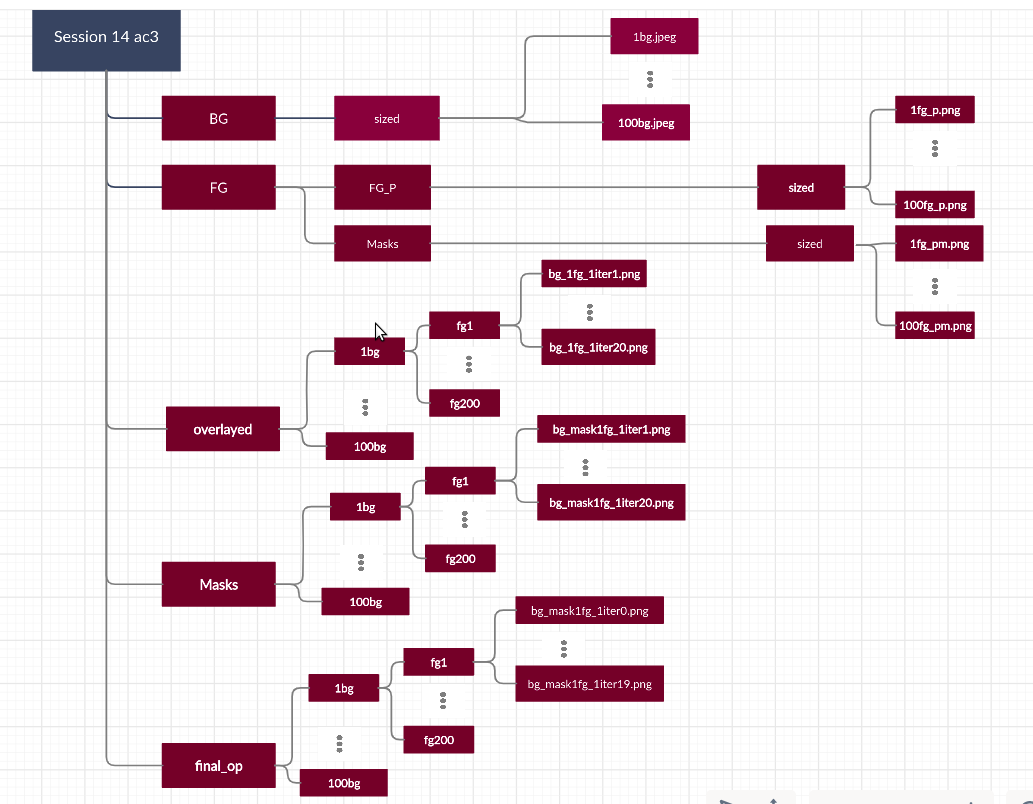 Session 14 ac3
1bg.jpeg
BG
sized
100bg.jpeg
1fg_p.png
FG
FG_P
sized
100fg_p.png
Masks
sized
1fg_pm.png
100fg_pm.png
bg_1fg_1iter1.png
fg1
1bg
bg_1fg_1iter20.png
fg200
overlayed
100bg
bg_mask1fg_1iter1.png
fg1
1bg
bg_mask1fg_1iter20.png
fg200
Masks
100bg
bg_mask1fg_1iter0.png
fg1
1bg
bg_mask1fg_1iter19.png
fg200
final_op
100bg